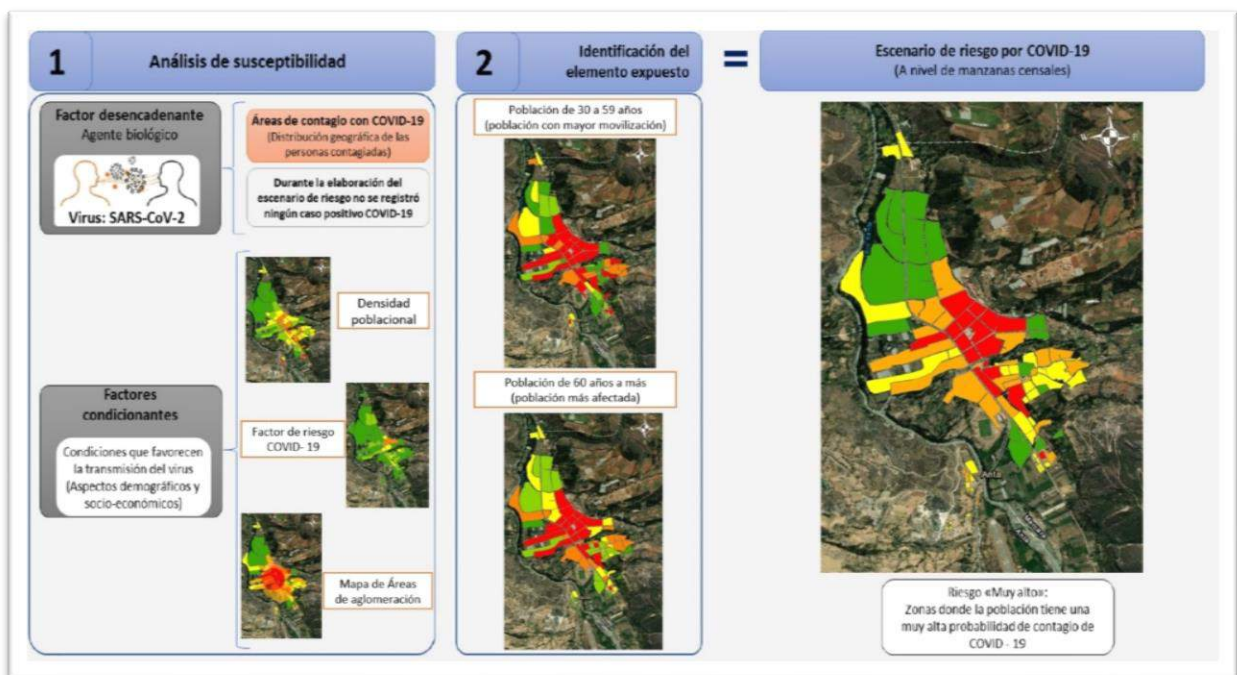 1
Análisis de susceptibilidad
Factor desencadenante
Agente biológico
Virus: SARS-CoV-2
Áreas de contagio con COVID-19
(Distribución geográfica de las
personas contagiadas)
Durante la elaboración del
escenario de riesgo no se registró
ningún caso positivo COVID-19
Densidad
poblacional
Factores
condicionantes
Condiciones que favorecen
la transmisión del virus
(Aspectos demográficos y
socio-económicos)
Factor de riesgo
COVID- 19
Mapa de Áreas
de aglomeración
2
Identificación del
elemento expuesto
Población de 30 a 59 años
(población con mayor movilización)
Población de 60 años a más
(población más afectada)
=
Escenario de riesgo por COVID-19
(A nivel de manzanas censales)
Anta
Riesgo «Muy alto»:
Zonas donde la población tiene una
muy alta probabilidad de contagio de
COVID - 19